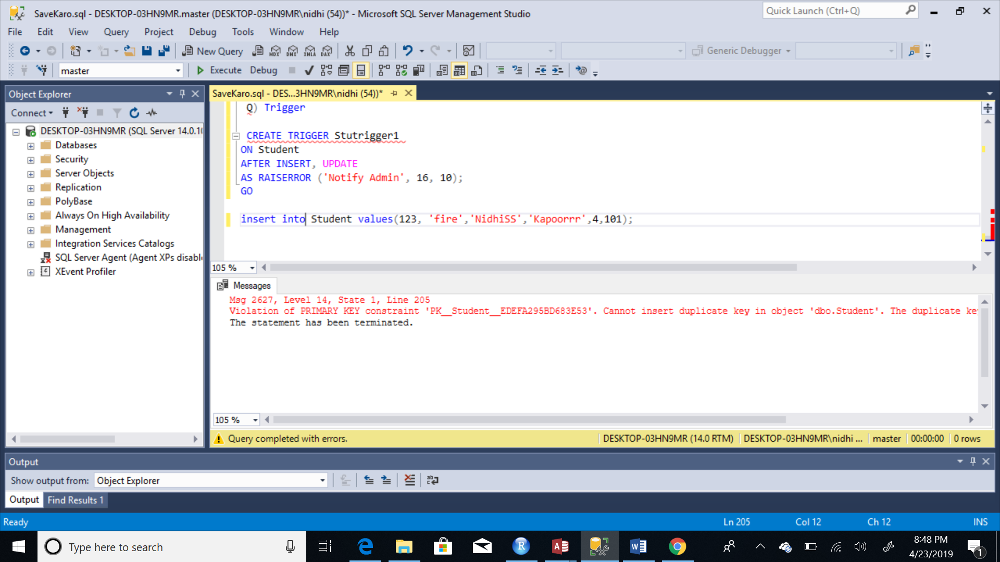 SaveKaro.sql - DESKTOP-03HN9MR.master (DESKTOP-03HN9MR\nidhi (54))* - Microsoft SQL Server Management Studio
Quick Launch (Ctrl+Q)
File Edit View Query Project Debug Tools Window Help
New Query
MDX DMX XMLA DAX
Generic Debugger
master
Execute Debug
Object Explorer
Connect
DESKTOP-03HN9MR (SQL Server 14.0.10
Databases
Security
Server Objects
Replication
PolyBase
Always On High Availability
Management
Integration Services Catalogs
SQL Server Agent (Agent XPs disabl
XEvent Profiler
SaveKaro.sql - DES...3HN9MR\nidhi (54))*
Q) Trigger
CREATE TRIGGER Stutrigger1
ON Student
AFTER INSERT, UPDATE
AS RAISERROR ('Notify Admin', 16, 10);
GO
insert into Student values(123, 'fire','NidhiSS','Kapoorrr',4,101);
105 %
Messages
Msg 2627, Level 14, State 1, Line 205
Violation of PRIMARY KEY constraint 'PK__Student__EDEFA295BD683E53'. Cannot insert duplicate key in object 'dbo.Student'. The duplicate ke
The statement has been terminated.
105 %
Query completed with errors.
DESKTOP-03HN9MR (14.0 RTM) DESKTOP-03HN9MR\nidhi ... master 00:00:00 0 rows
Output
Show output from: Object Explorer
Output Find Results 1
Ready
Ln 205 Col 12 Ch 12 INS
Type here to search
8:48 PM
4/23/2019
1